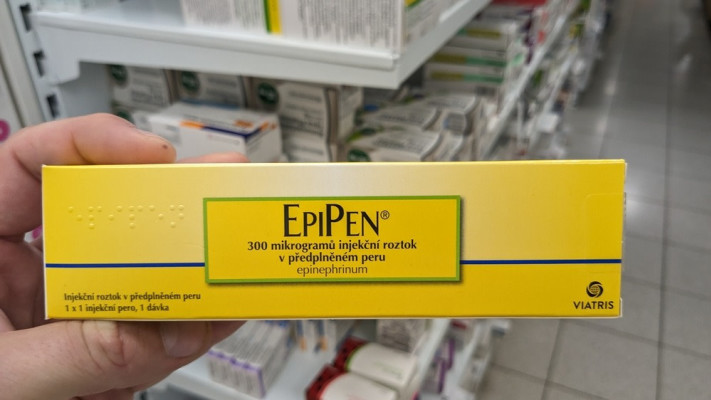 EPIPEN®
300 mikrogramů injekční roztok
v předplněném peru
epinephrinum
Injekční roztok v předplněném peru
1 x 1 injekční pero, 1 dávka
VIATRIS